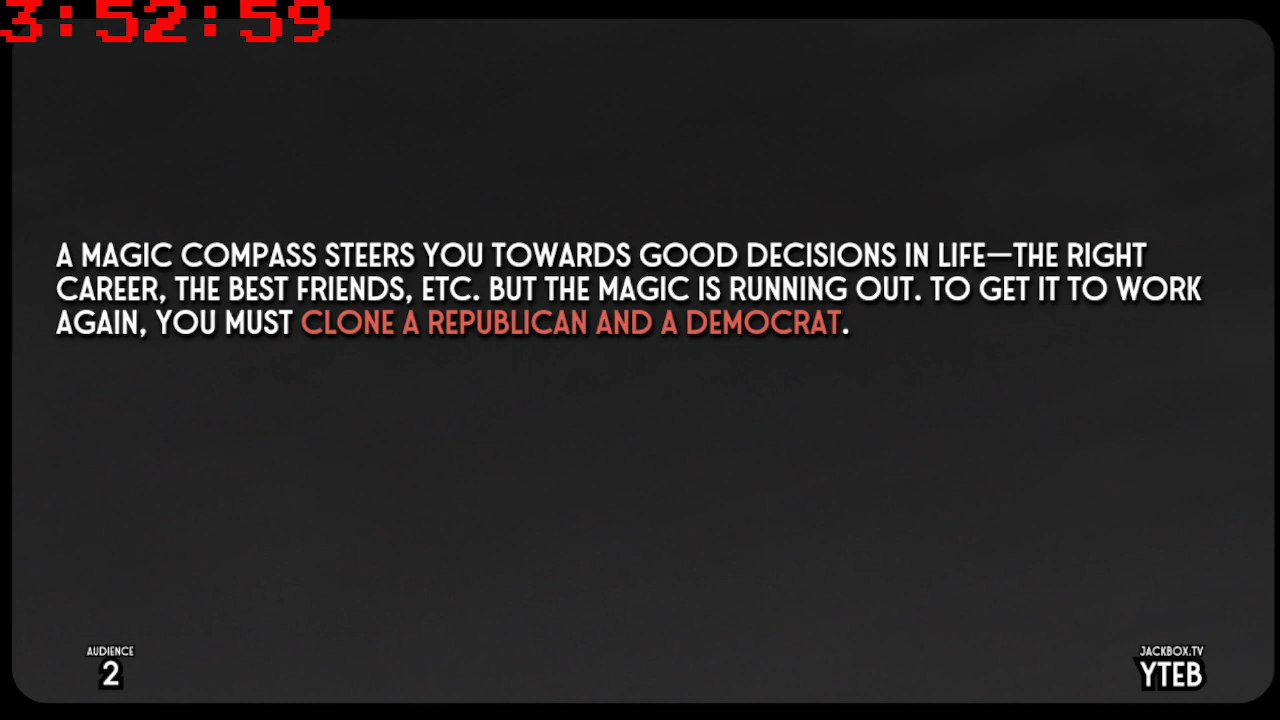 3:52:59
A MAGIC COMPASS STEERS YOU TOWARDS GOOD DECISIONS IN LIFE—THE RIGHT
CAREER, THE BEST FRIENDS, ETC. BUT THE MAGIC IS RUNNING OUT. TO GET IT TO WORK
AGAIN, YOU MUST CLONE A REPUBLICAN AND A DEMOCRAT.
AUDIENCE
2
JACKBOX.TV
YTEB